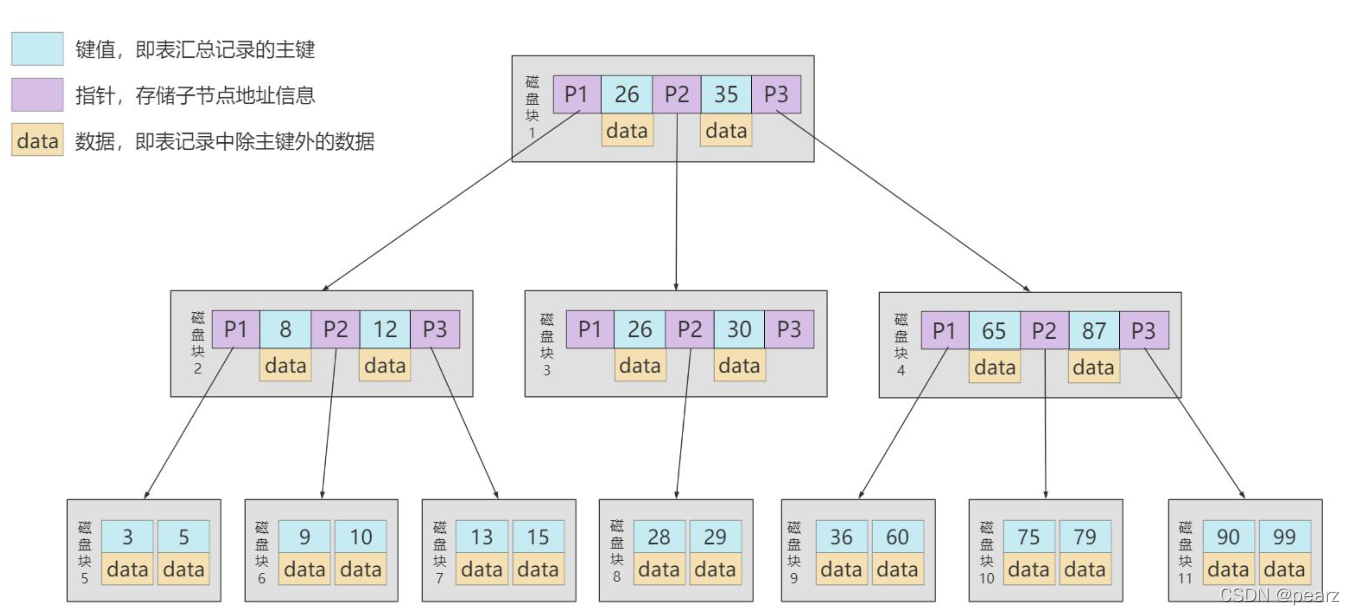 键值，即表汇总记录的主键
指针，存储子节点地址信息
data 数据，即表记录中除主键外的数据
磁盘块1
P1 26 P2 35 P3
data data
磁盘块2
P1 8 P2 12 P3
data data
磁盘块3
P1 26 P2 30 P3
data data
磁盘块4
P1 65 P2 87 P3
data data
磁盘块5
3 5
data data
磁盘块6
9 10
data data
磁盘块7
13 15
data data
磁盘块8
28 29
data data
磁盘块9
36 60
data data
磁盘块10
75 79
data data
磁盘块11
90 99
data data
CSDN @pearz